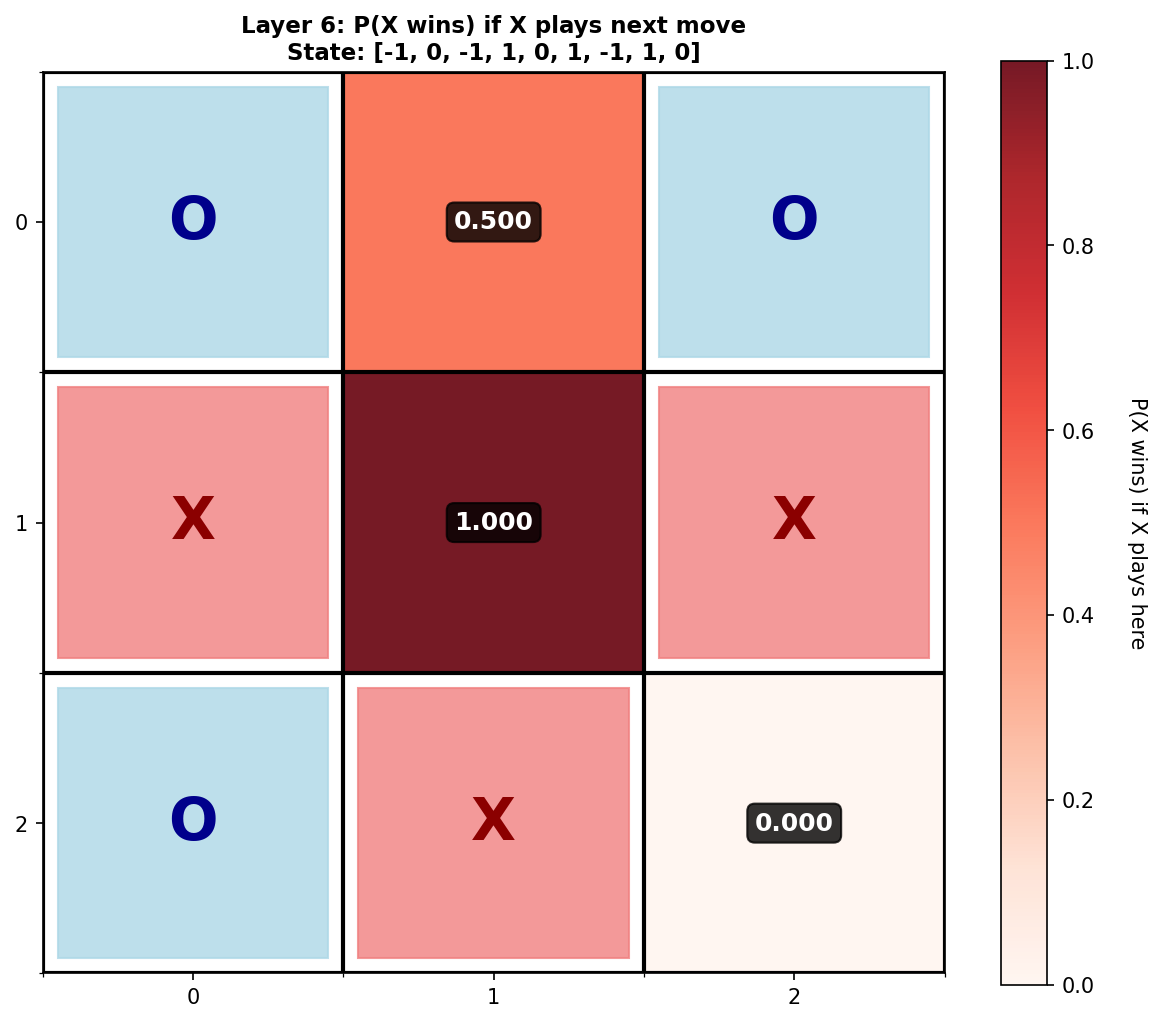 Layer 6: P(X wins) if X plays next move
State: [-1, 0, -1, 1, 0, 1, -1, 1, 0]
0
O
0.500
O
1
X
1.000
X
2
O
X
0.000
0
1
2
1.0
0.8
0.6
0.4
0.2
0.0
P(X wins) if X plays here